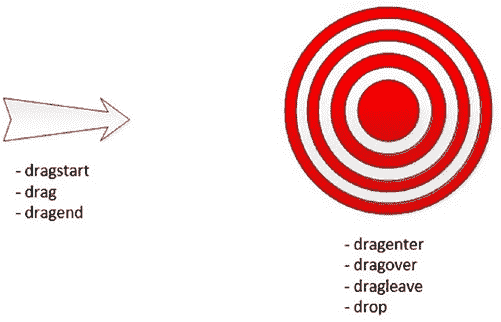 - dragstart
- drag
- dragend
- dragenter
- dragover
- dragleave
- drop